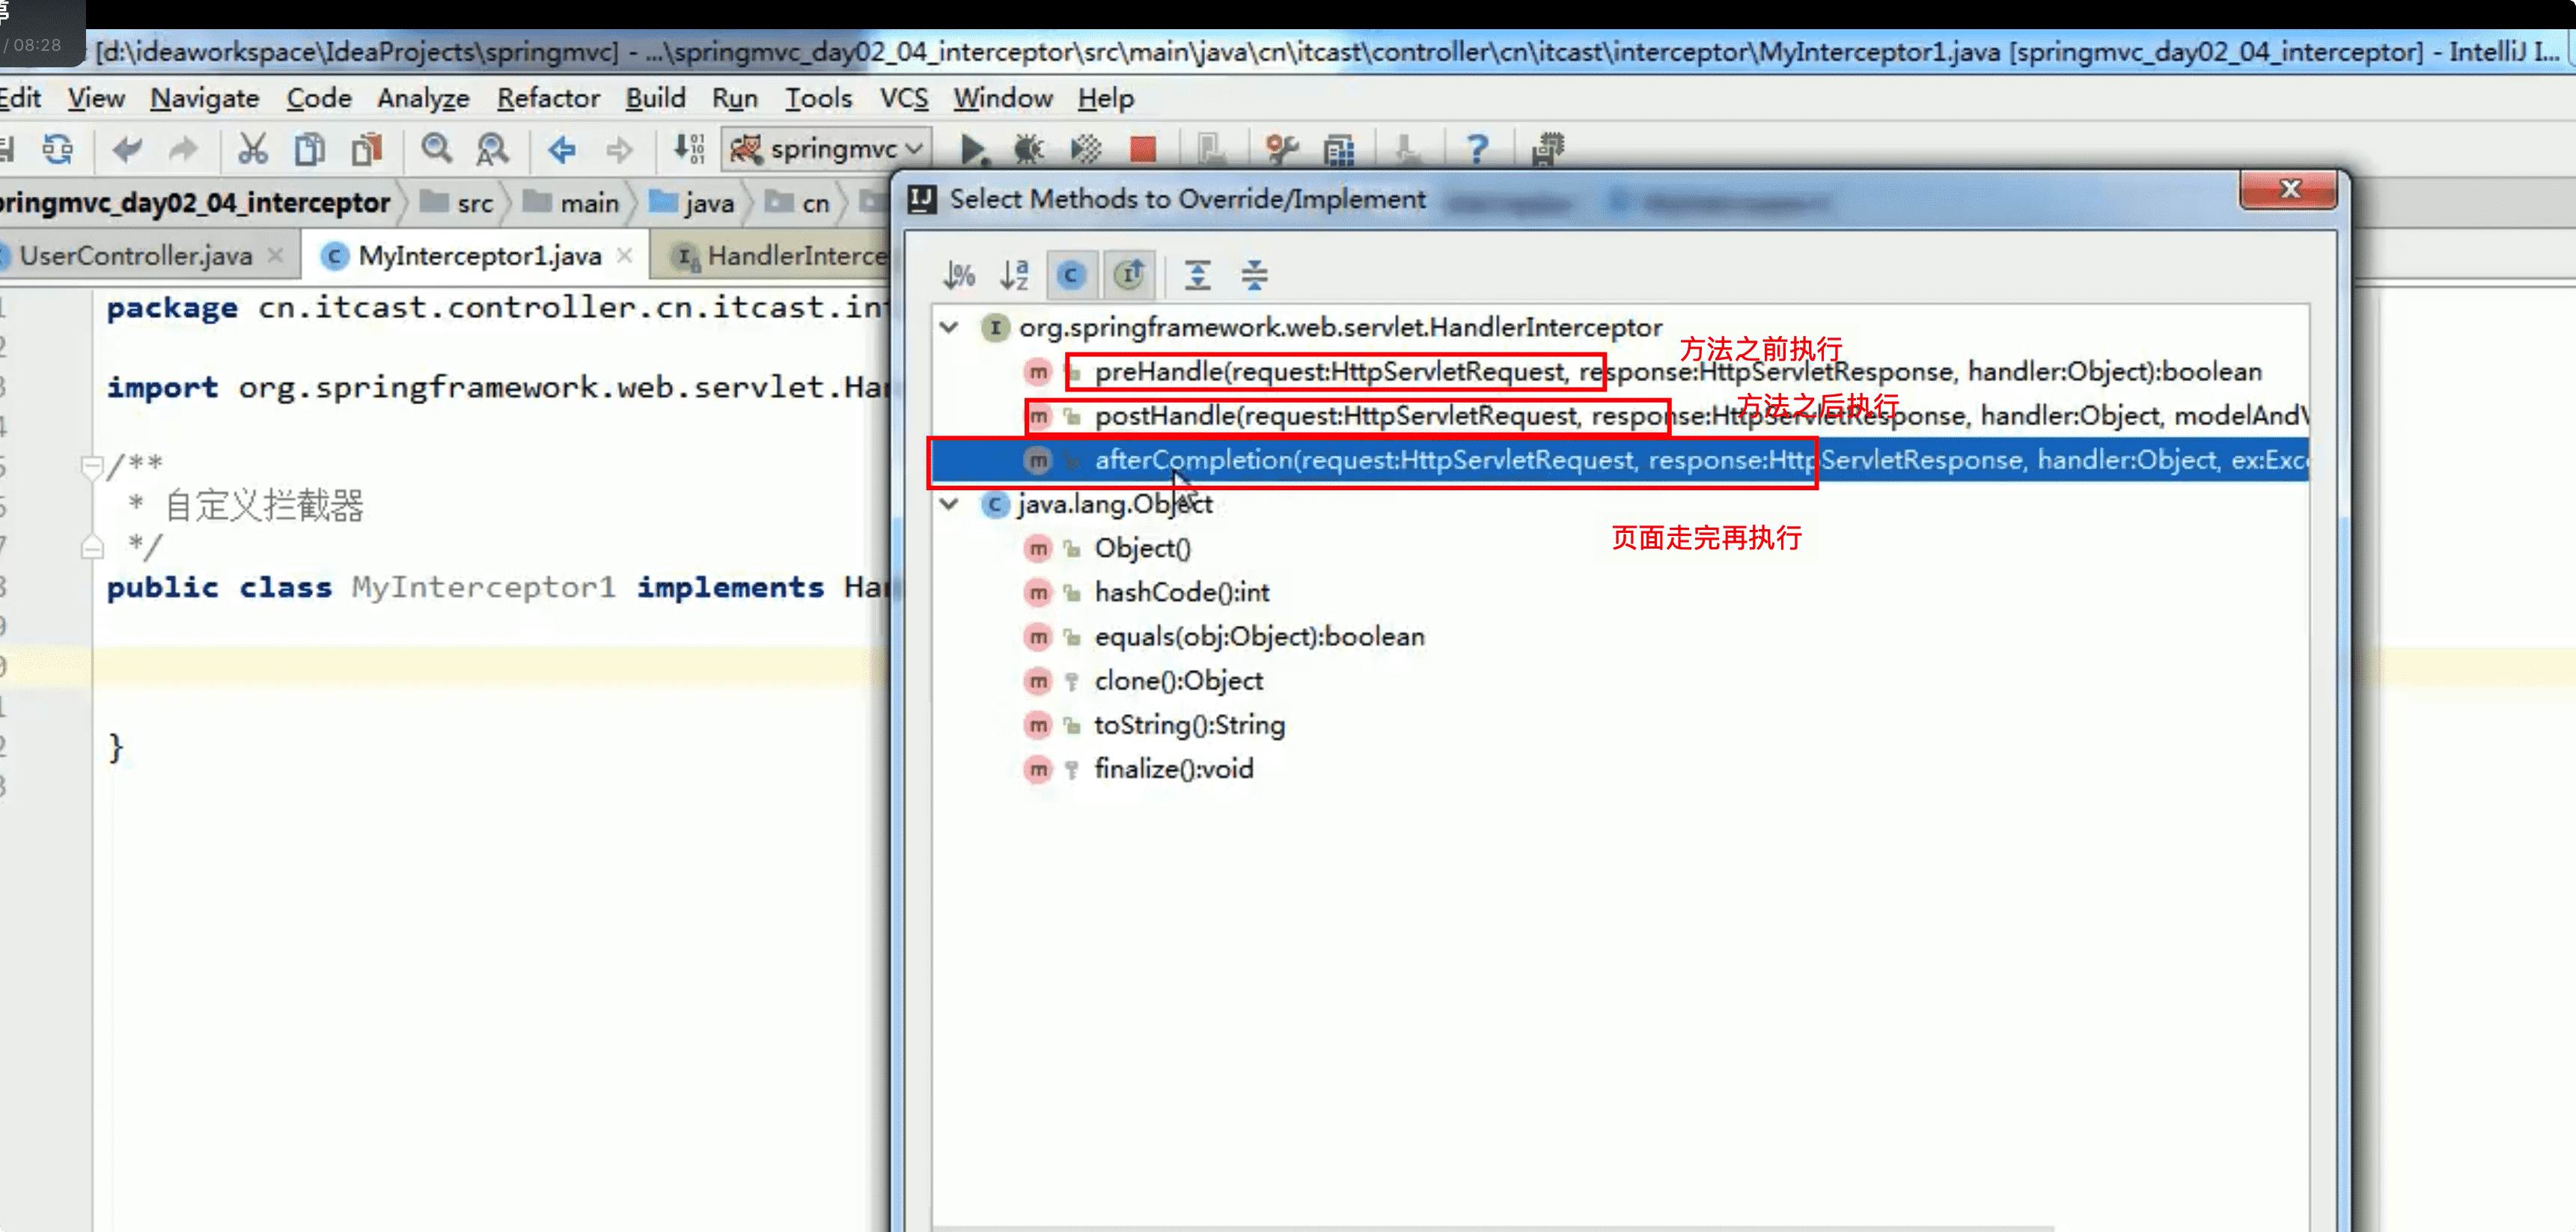 / 08:28
[d:\ideaworkspace\IdeaProjects\springmvc] - ...\springmvc_day02_04_interceptor\src\main\java\cn\itcast\controller\cn\itcast\interceptor\MyInterceptor1.java [springmvc_day02_04_interceptor] - IntelliJ I...
Edit View Navigate Code Analyze Refactor Build Run Tools VCS Window Help
springmvc
springmvc_day02_04_interceptor src main java cn
Select Methods to Override/Implement
UserController.java MyInterceptor1.java HandlerInterce
package cn.itcast.controller.cn.itcast.int
import org.springframework.web.servlet.Ha
/**
* 自定义拦截器
*/
public class MyInterceptor1 implements Ha
}
org.springframework.web.servlet.HandlerInterceptor
方法之前执行
preHandle(request:HttpServletRequest, response:HttpServletResponse, handler:Object):boolean
方法之后执行
postHandle(request:HttpServletRequest, response:HttpServletResponse, handler:Object, modelAndV
afterCompletion(request:HttpServletRequest, response:HttpServletResponse, handler:Object, ex:Exc
java.lang.Object
页面走完再执行
Object()
hashCode():int
equals(obj:Object):boolean
clone():Object
toString():String
finalize():void